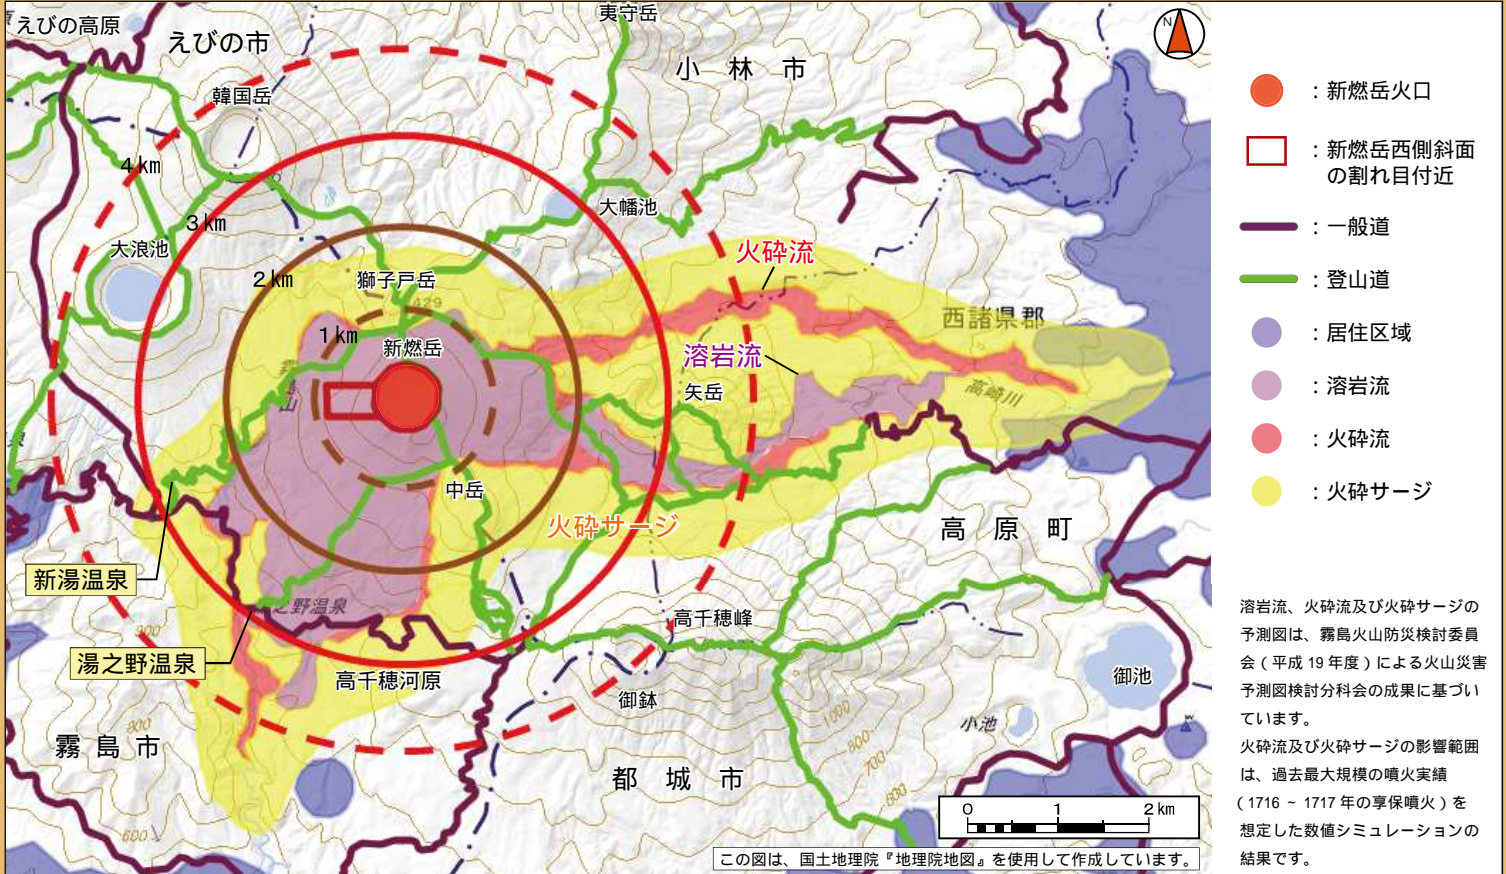 えびの高原
えびの市
夷守岳
小林市
N
韓国岳
4km
3km
大浪池
大幡池
2km
獅子戸岳
火砕流
429
西諸県郡
1km
新燃岳
溶岩流
矢岳
高崎川
中岳
火砕サージ
高原町
新湯温泉
之野温泉
湯之野温泉
900
高千穂峰
高千穂河原
御鉢
御池
小池
霧島市
800
600
都城市
1000
800
700
600
0 1 2km
この図は、国土地理院『地理院地図』を使用して作成しています。
：新燃岳火口
：新燃岳西側斜面
の割れ目付近
：一般道
：登山道
：居住区域
：溶岩流
：火砕流
：火砕サージ
溶岩流、火砕流及び火砕サージの
予測図は、霧島火山防災検討委員
会（平成19年度）による火山災害
予測図検討分科会の成果に基づい
ています。
火砕流及び火砕サージの影響範囲
は、過去最大規模の噴火実績
（1716 ~ 1717年の享保噴火）を
想定した数値シミュレーションの
結果です。